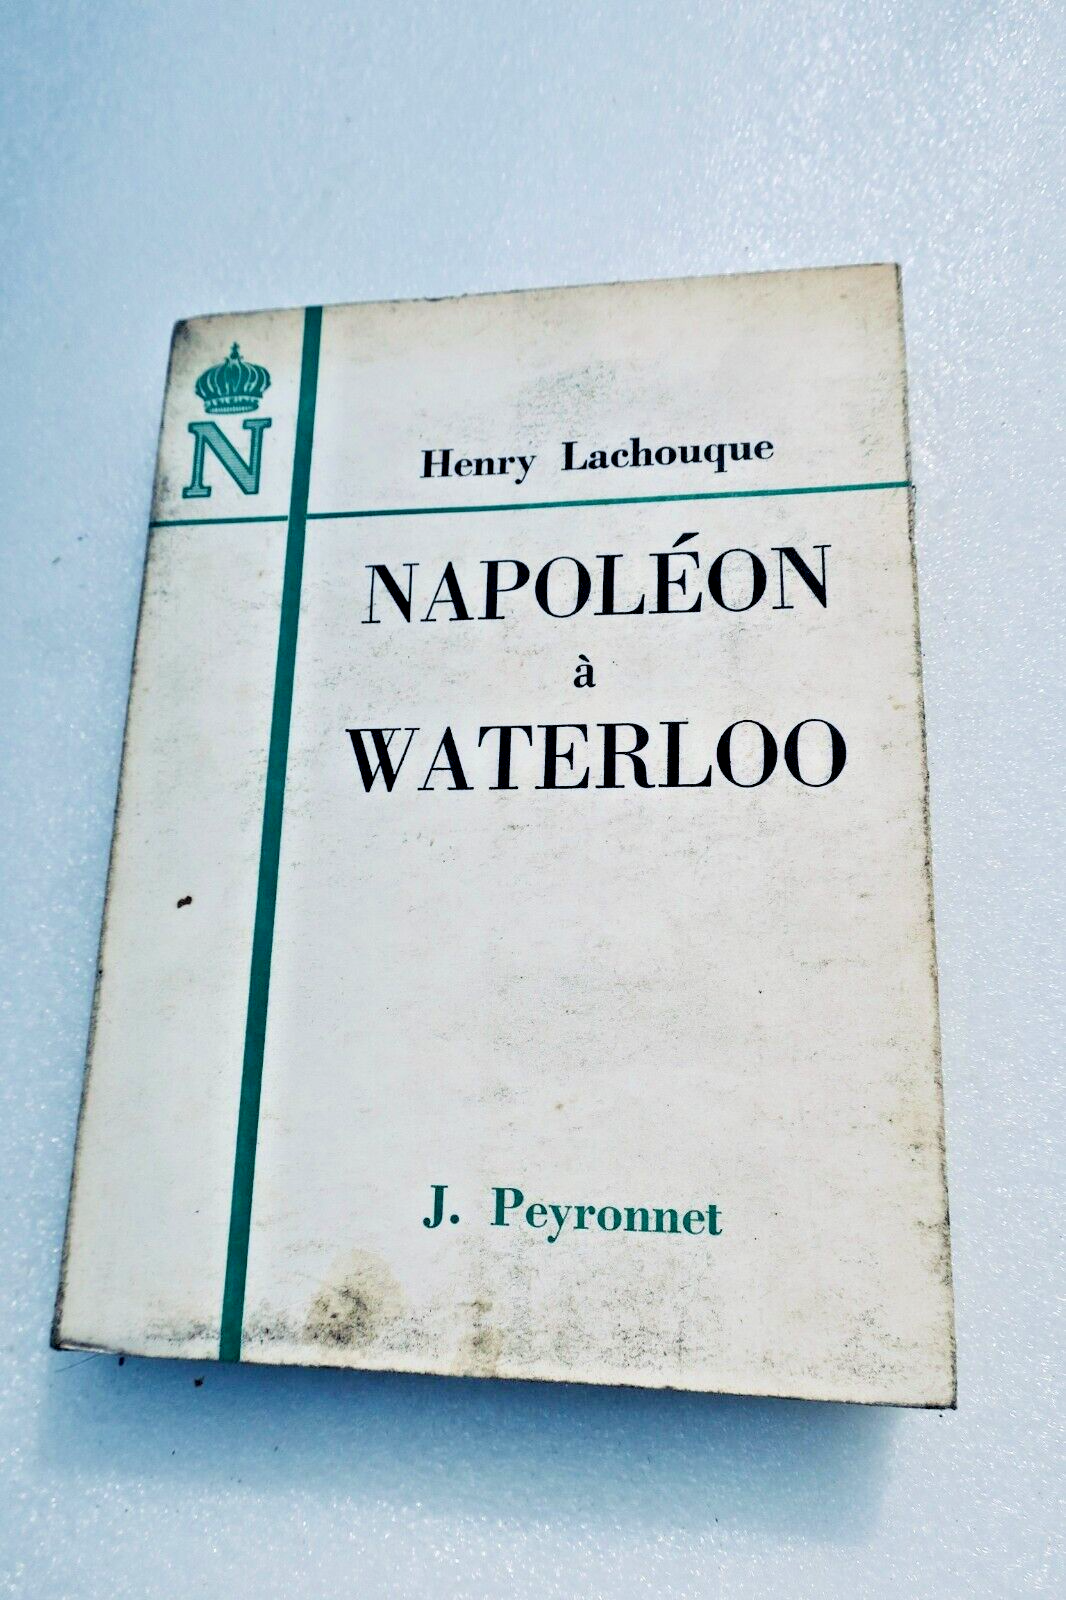 N
Henry Lachouque
NAPOLÉON
à
WATERLOO
J. Peyronnet